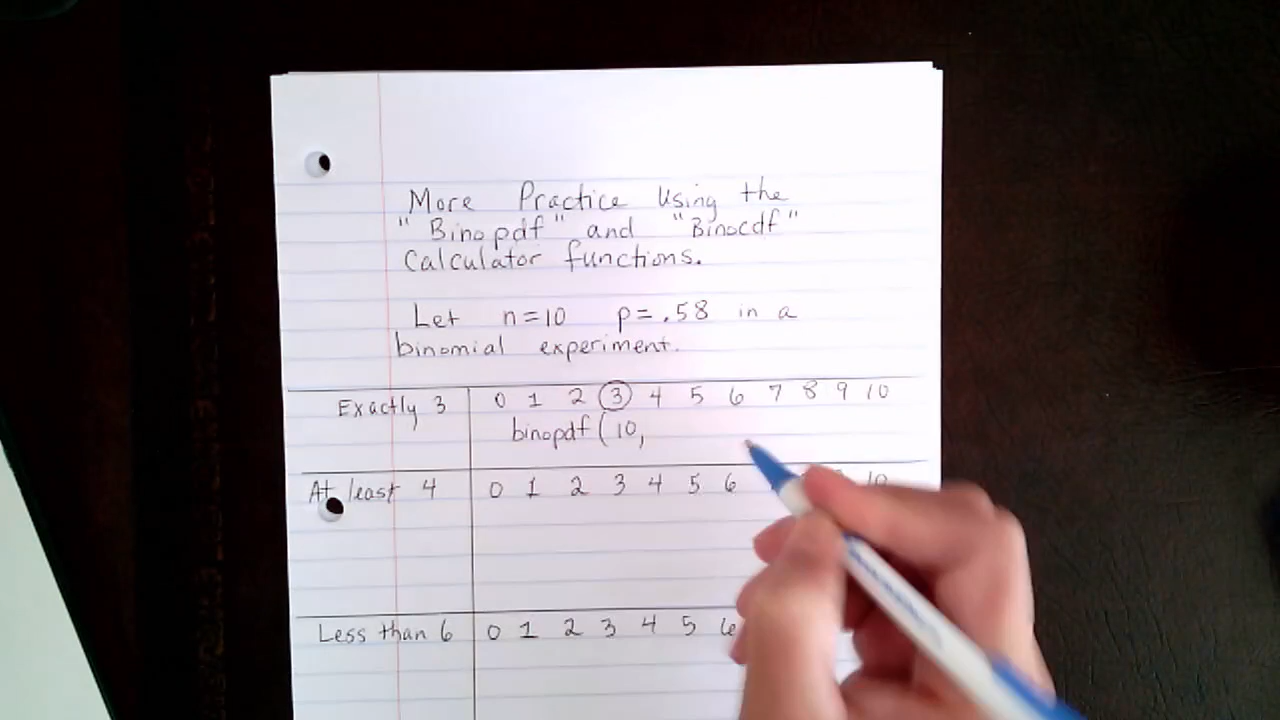 More Practice Using the
"Binopdf" and "Binocdf"
Calculator functions.
Let n=10 p=.58 in a
binomial experiment.
Exactly 3 0 1 2 3 4 5 6 7 8 9 10
binopdf (10,
At least 4 0 1 2 3 4 5 6 10
Less than 6 0 1 2 3 4 5 6